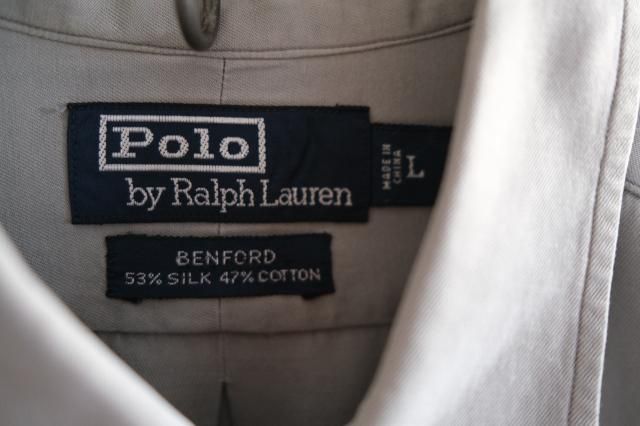 Polo
by Ralph Lauren
MADE IN
CHINA
L
BENFORD
53% SILK 47% COTTON